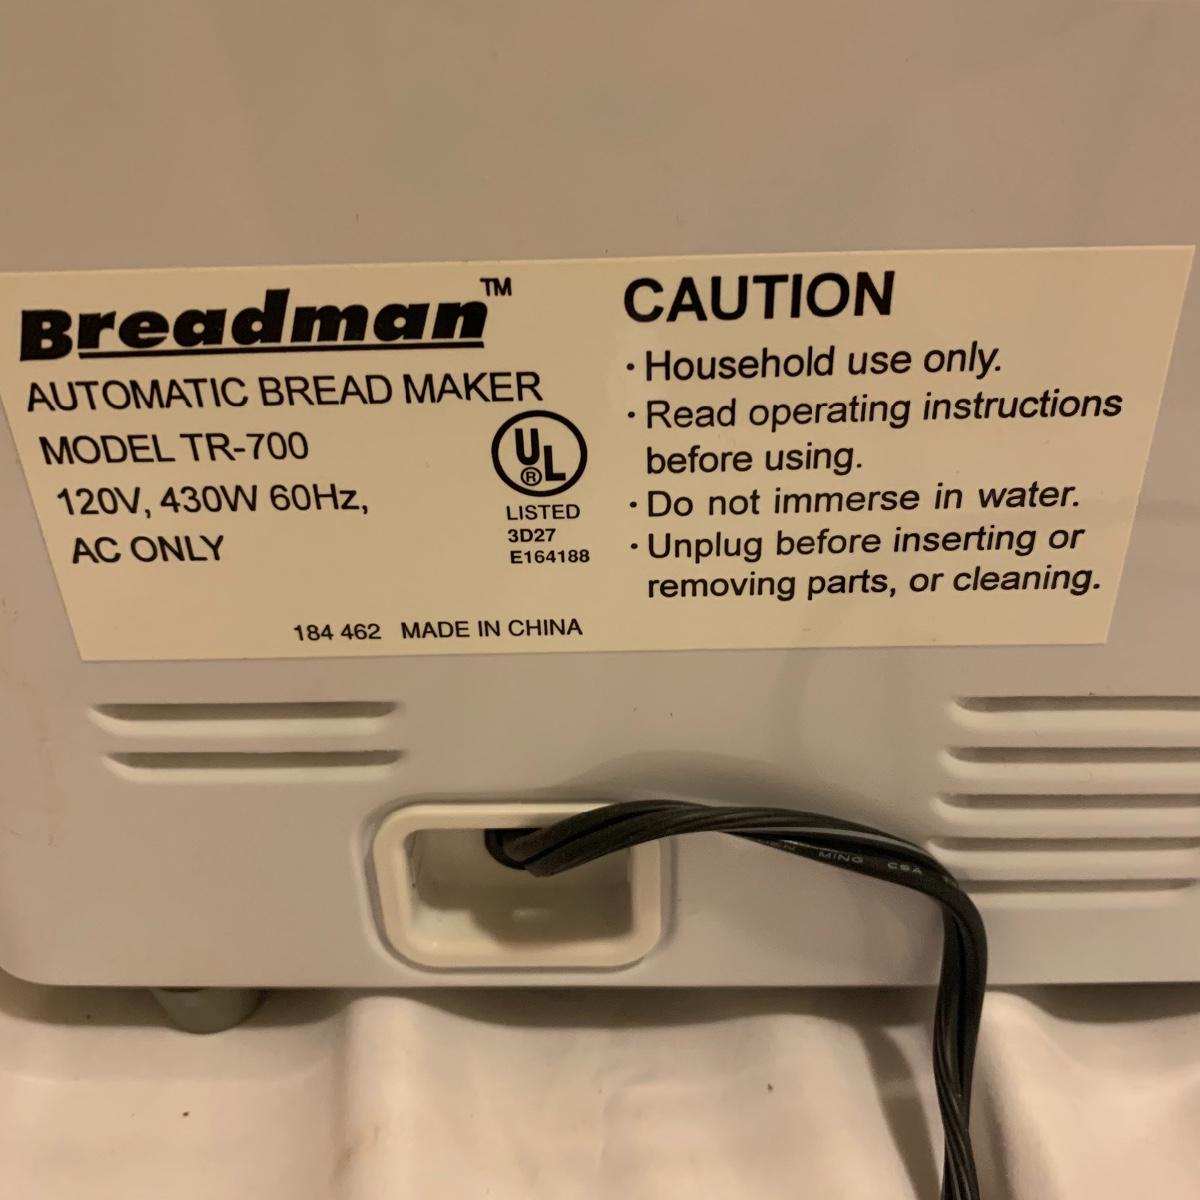 Breadman™
AUTOMATIC BREAD MAKER
MODEL TR-700
120V, 430W 60Hz,
AC ONLY
UL®
LISTED
3D27
E164188
184 462 MADE IN CHINA
CAUTION
· Household use only.
· Read operating instructions
before using.
· Do not immerse in water.
· Unplug before inserting or
removing parts, or cleaning.
MING CSA